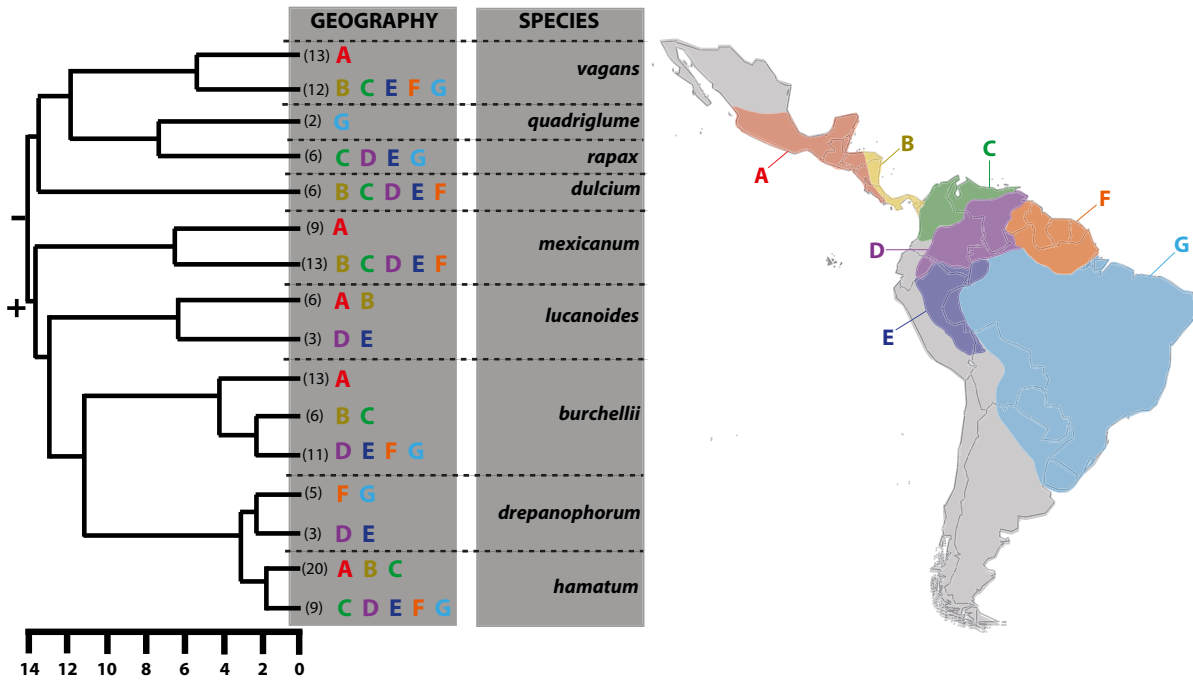 GEOGRAPHY SPECIES
(13) A
vagans
(12) B C E F G
(2) G quadriglume
(6) C D E G rapax
(6) B C D E F dulcium
(9) A
mexicanum
(13) B C D E F
(6) A B
lucanoides
(3) D E
(13) A
(6) B C burchellii
(11) D E F G
(5) F G
drepanophorum
(3) D E
(20) A B C
hamatum
(9) C D E F G
− 
+
14 12 10 8 6 4 2 0
A
B
C
D
E
F
G